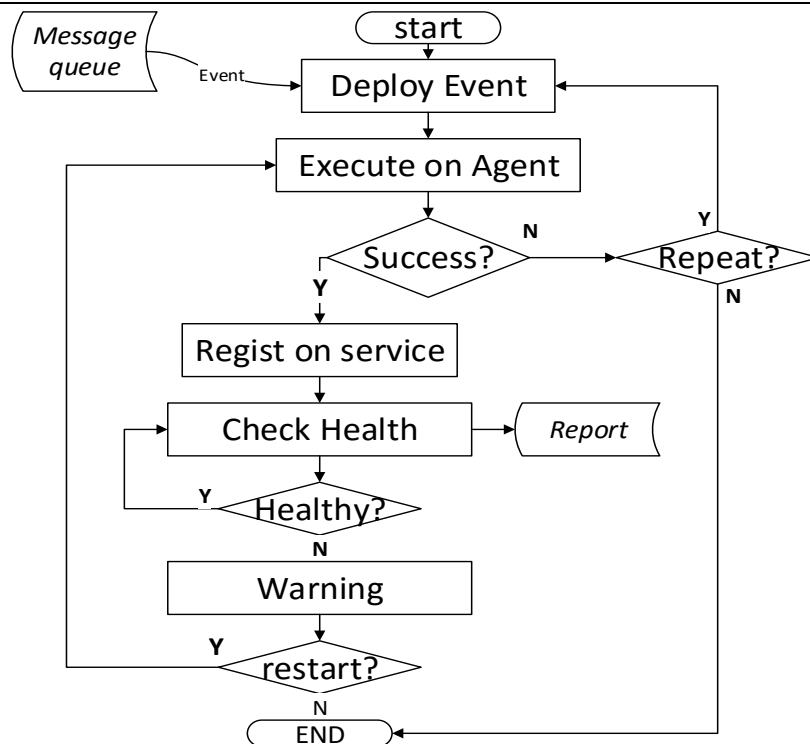 Message
queue
start
Event
Deploy Event
Execute on Agent
Success?
N
Y
Repeat?
Y
N
Regist on service
Check Health
Report
Y
Healthy?
N
Warning
Y
restart?
N
END